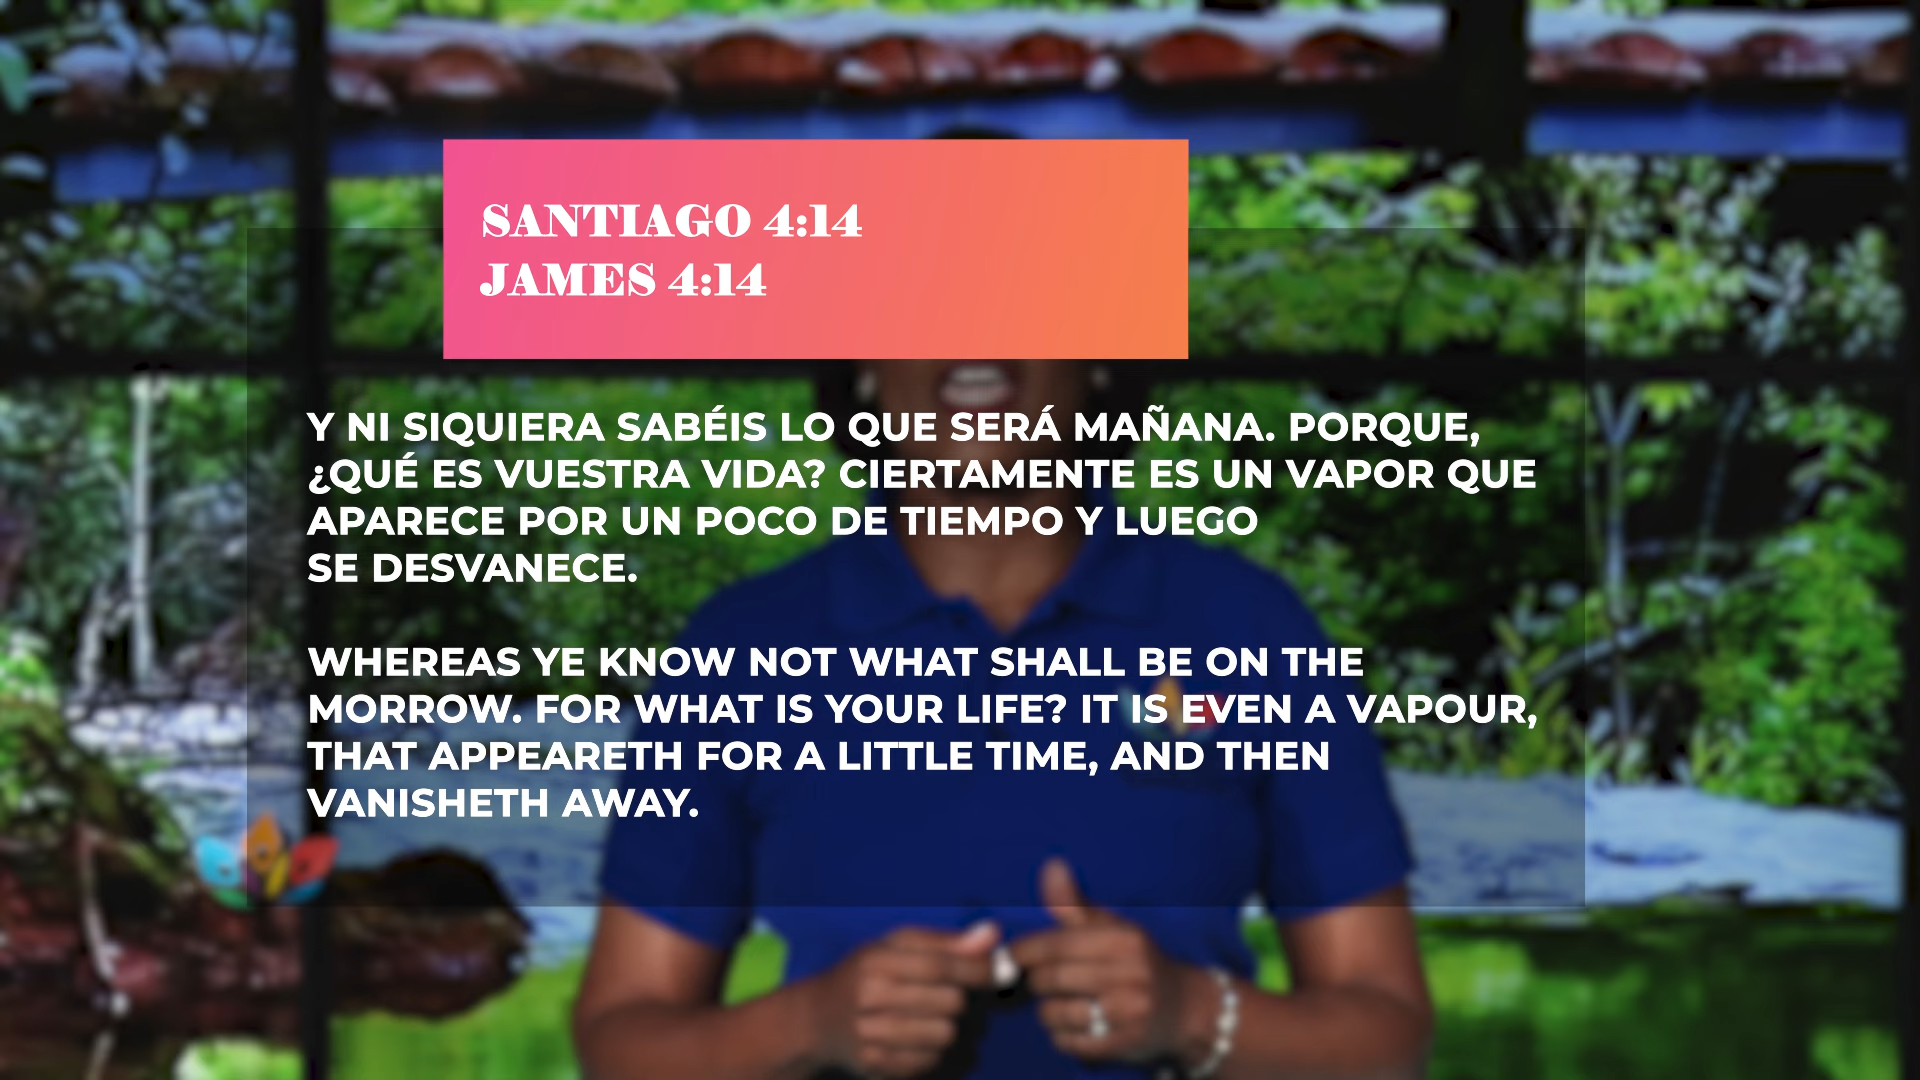 SANTIAGO 4:14
JAMES 4:14
Y NI SIQUIERA SABÉIS LO QUE SERÁ MAÑANA. PORQUE,
¿QUÉ ES VUESTRA VIDA? CIERTAMENTE ES UN VAPOR QUE
APARECE POR UN POCO DE TIEMPO Y LUEGO
SE DESVANECE.
WHEREAS YE KNOW NOT WHAT SHALL BE ON THE
MORROW. FOR WHAT IS YOUR LIFE? IT IS EVEN A VAPOUR,
THAT APPEARETH FOR A LITTLE TIME, AND THEN
VANISHETH AWAY.